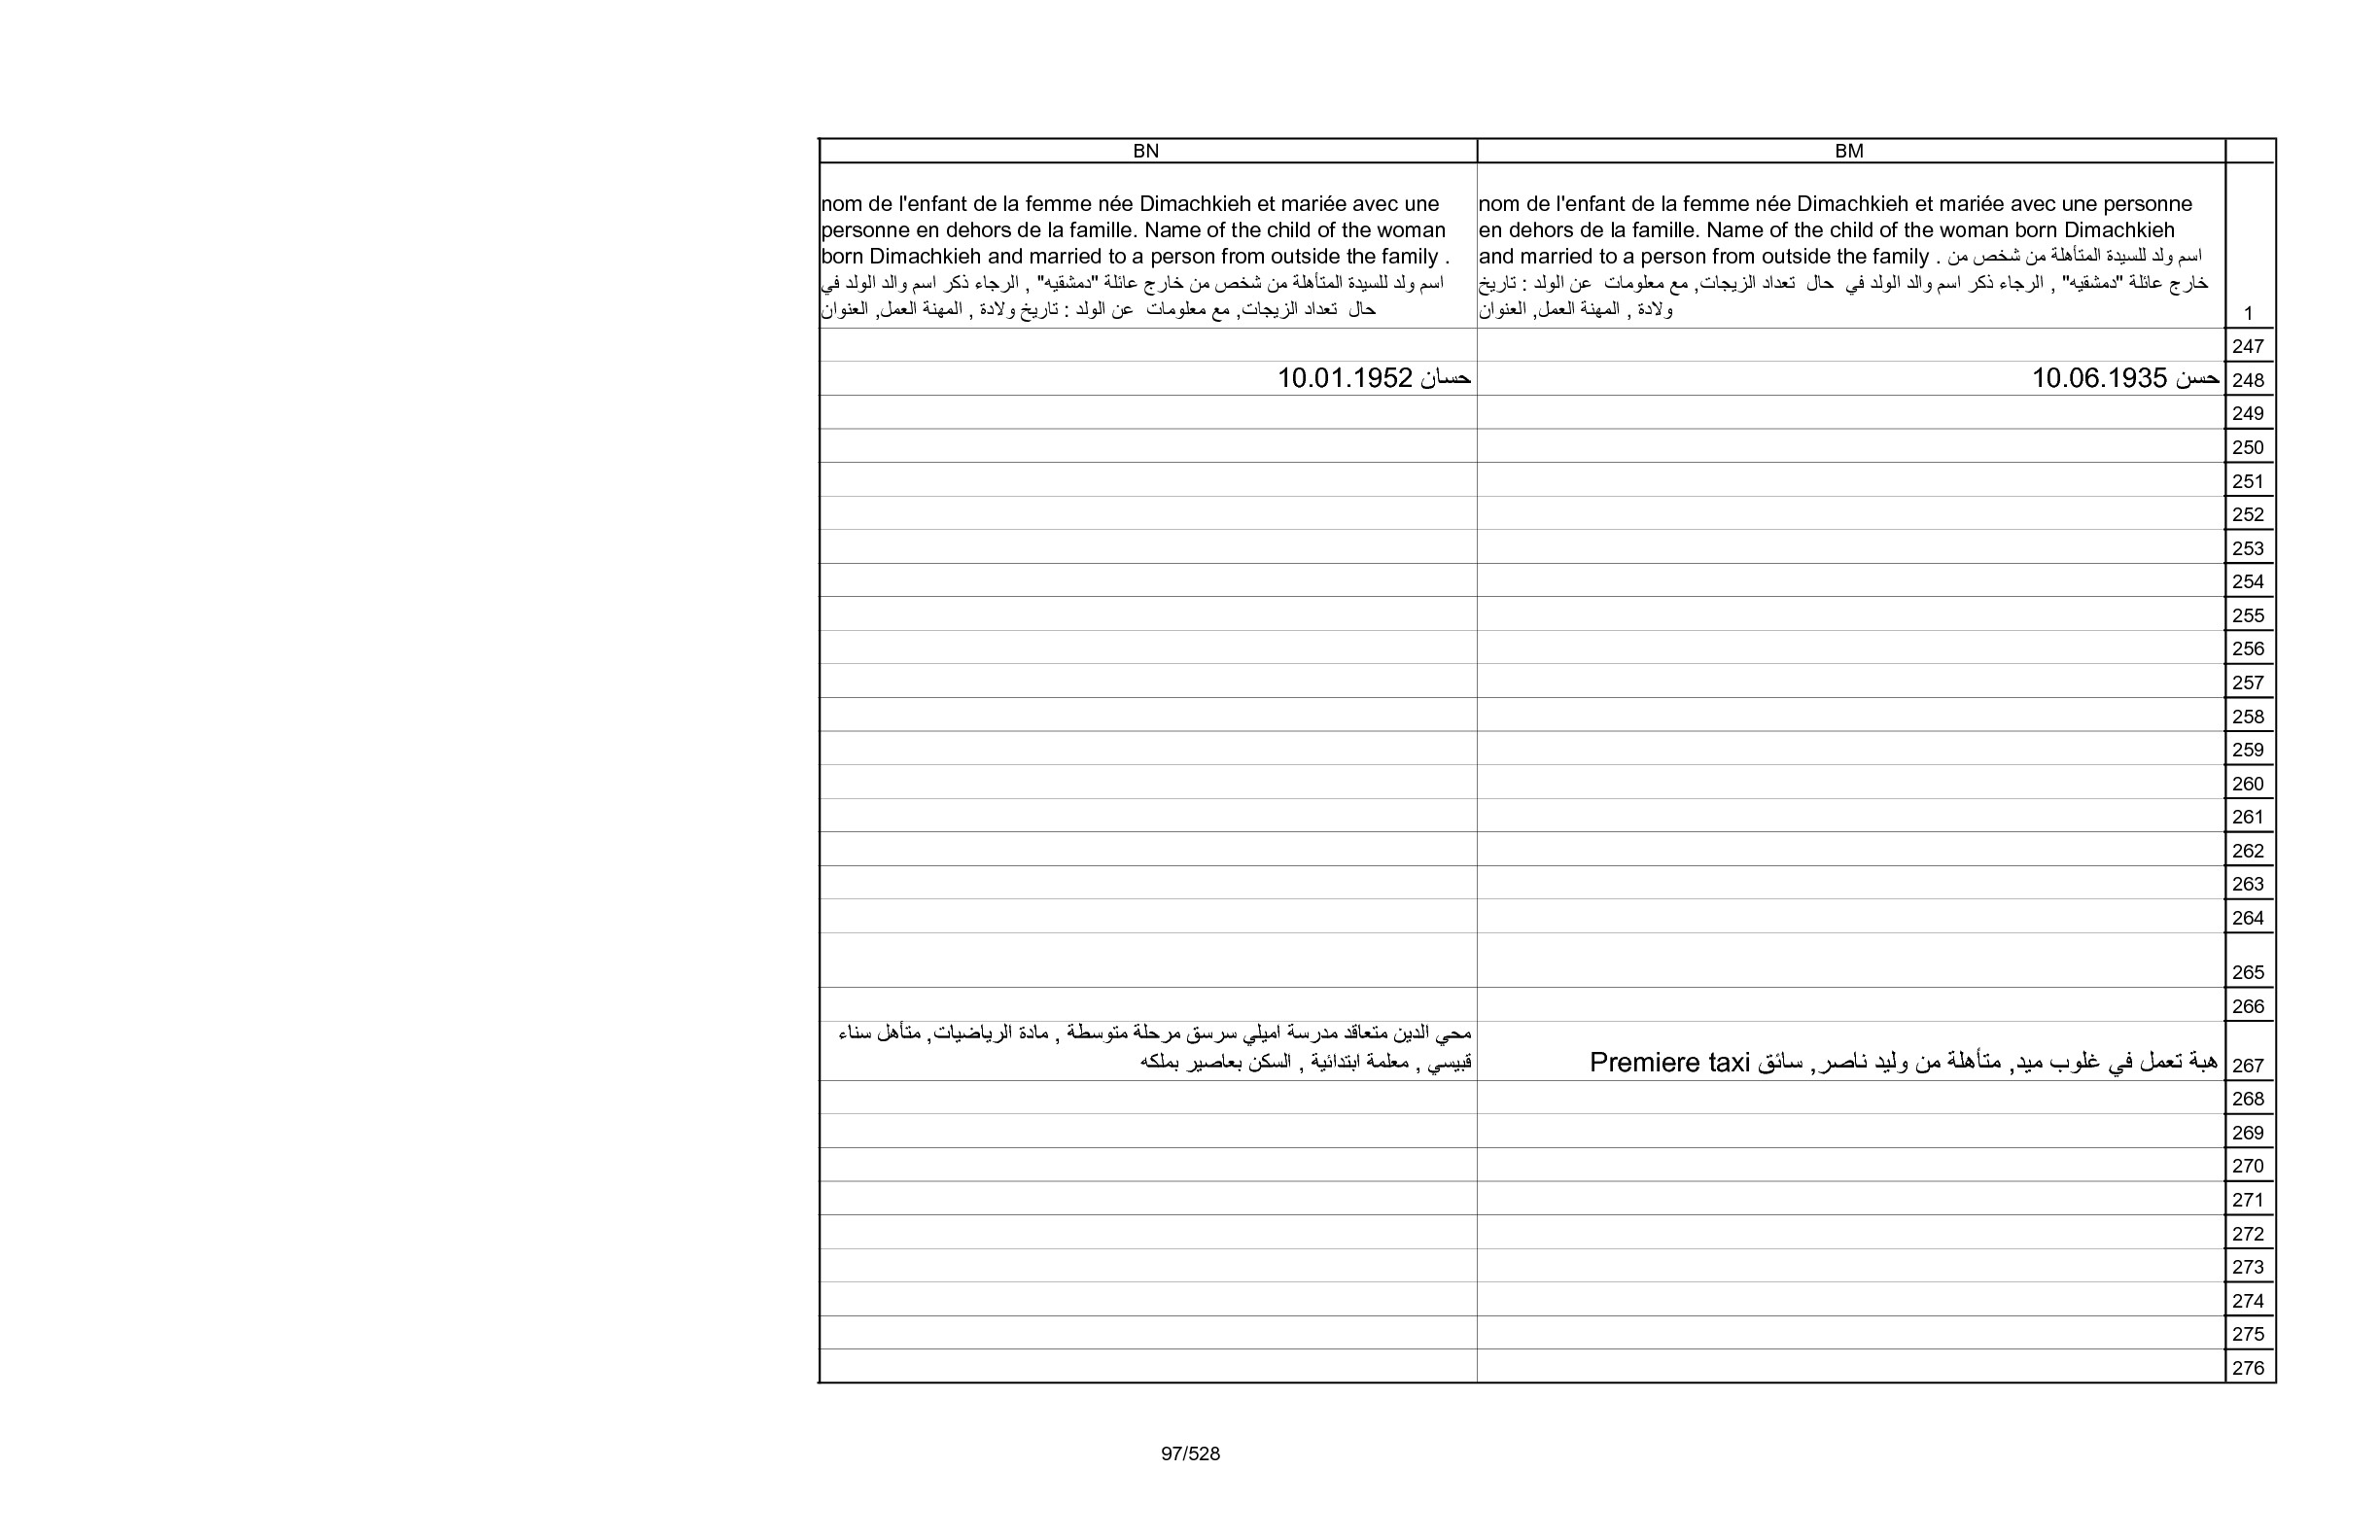 BM
BN
nom de l'enfant de la femme née Dimachkieh et mariée avec une personne
en dehors de la famille. Name of the child of the woman born Dimachkieh
and married to a person from outside the family . اسم ولد للسيدة المتأهلة من شخص من
خارج عائلة "دمشقيه" , الرجاء ذكر اسم والد الولد في حال تعداد الزيجات, مع معلومات عن الولد : تاريخ
ولادة , المهنة العمل, العنوان
nom de l'enfant de la femme née Dimachkieh et mariée avec une
personne en dehors de la famille. Name of the child of the woman
born Dimachkieh and married to a person from outside the family .
اسم ولد للسيدة المتأهلة من شخص من خارج عائلة "دمشقيه" , الرجاء ذكر اسم والد الولد في
حال تعداد الزيجات, مع معلومات عن الولد : تاريخ ولادة , المهنة العمل, العنوان
1
247
248
حسن 10.06.1935
حسان 10.01.1952
249
250
251
252
253
254
255
256
257
258
259
260
261
262
263
264
265
266
267
هبة تعمل في غلوب ميد, متأهلة من وليد ناصر, سائق Premiere taxi
محي الدين متعاقد مدرسة اميلي سرسق مرحلة متوسطة , مادة الرياضيات, متأهل سناء
قبيسي , معلمة ابتدائية , السكن بعاصير بملكه
268
269
270
271
272
273
274
275
276
97/528